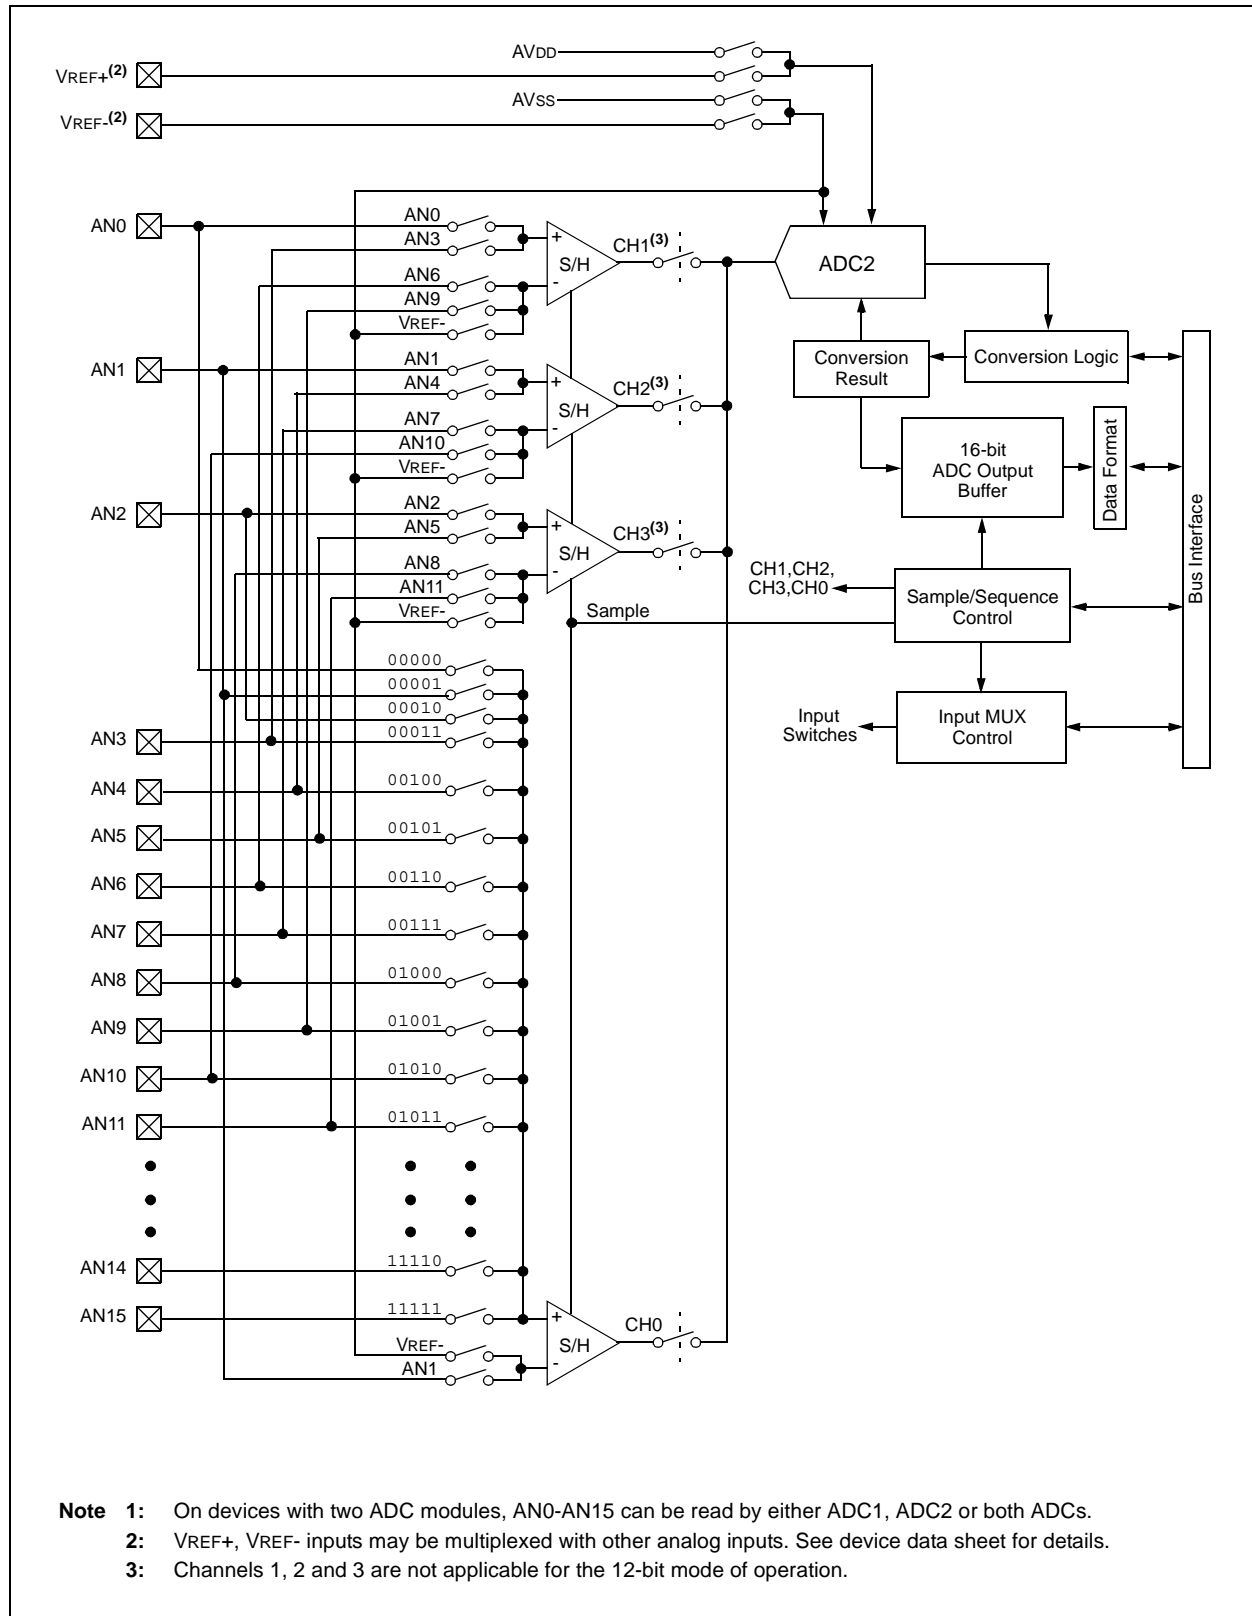 AVDD
VREF+(2)
AVSS
VREF-(2)
AN0
AN0
AN3
+
S/H
-
CH1(3)
ADC2
AN6
AN9
VREF-
AN1
AN1
AN4
+
S/H
-
CH2(3)
Conversion
Result
Conversion Logic
AN7
AN10
VREF-
16-bit
ADC Output
Buffer
Data Format
Bus Interface
AN2
AN2
AN5
+
S/H
-
CH3(3)
AN8
AN11
VREF-
CH1,CH2,
CH3,CH0
Sample/Sequence
Control
Sample
00000
00001
00010
AN3
00011
Input
Switches
Input MUX
Control
AN4
00100
AN5
00101
AN6
00110
AN7
00111
AN8
01000
AN9
01001
AN10
01010
AN11
01011
AN14
11110
AN15
11111
+
S/H
-
CH0
VREF-
AN1
Note 1: On devices with two ADC modules, AN0-AN15 can be read by either ADC1, ADC2 or both ADCs.
2: VREF+, VREF- inputs may be multiplexed with other analog inputs. See device data sheet for details.
3: Channels 1, 2 and 3 are not applicable for the 12-bit mode of operation.